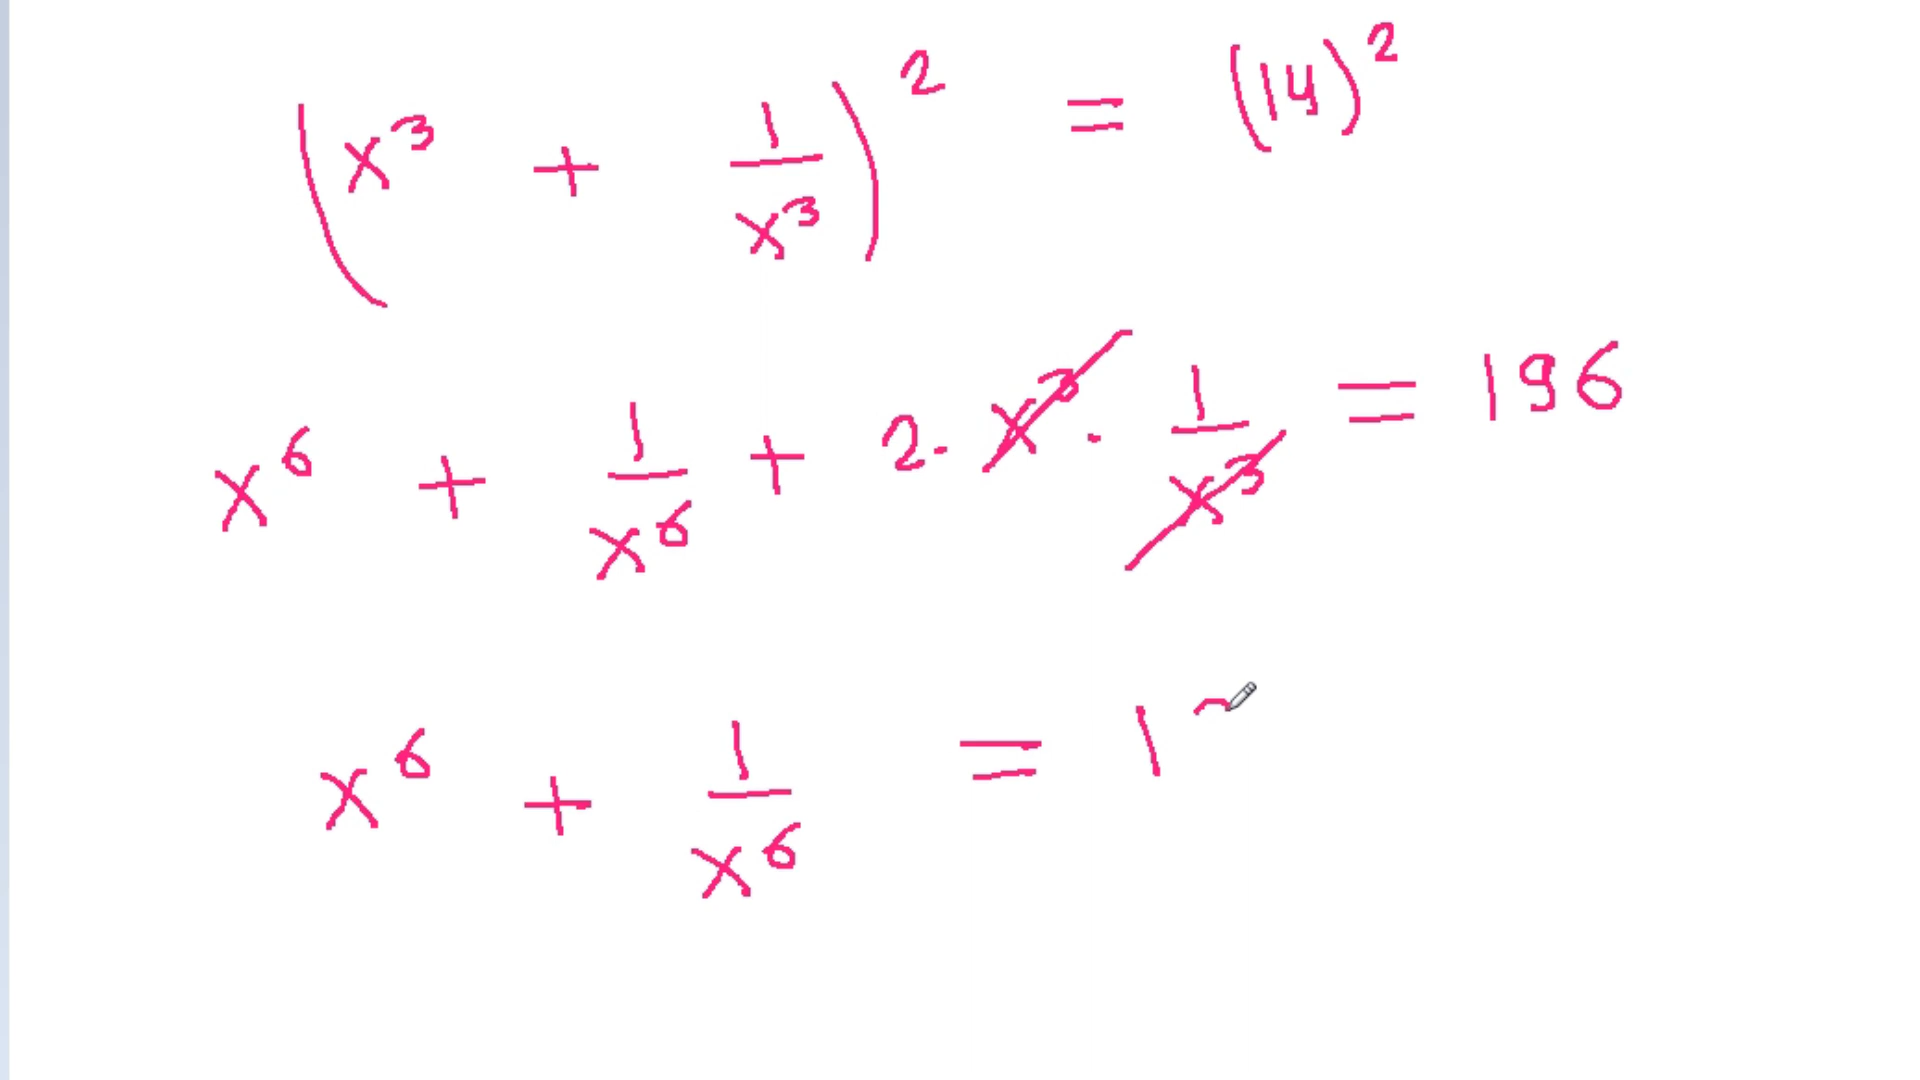 (x³ + 1/x³)² = (14)²
x⁶ + 1/x⁶ + 2 · x³ · 1/x³ = 196
x⁶ + 1/x⁶ = 1